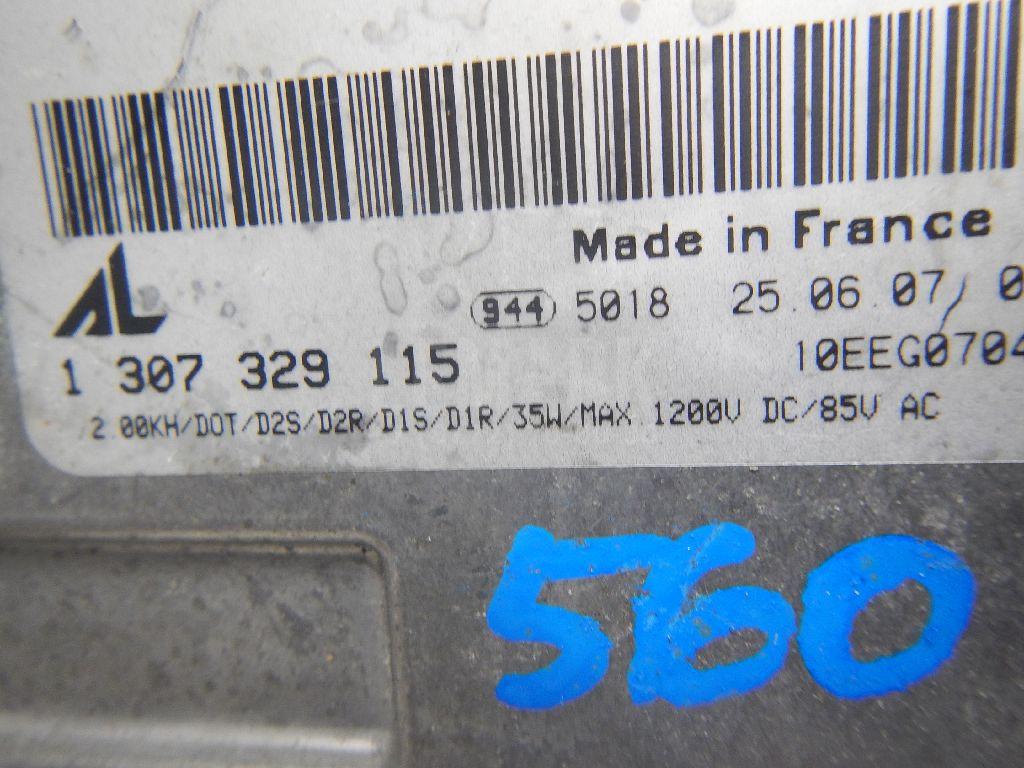 Made in France
AL
944 5018 25.06.07/ 0
1 307 329 115
10EEG0704
2.00KH/DOT/D2S/D2R/D1S/D1R/35W/MAX 1200V DC/85V AC
560